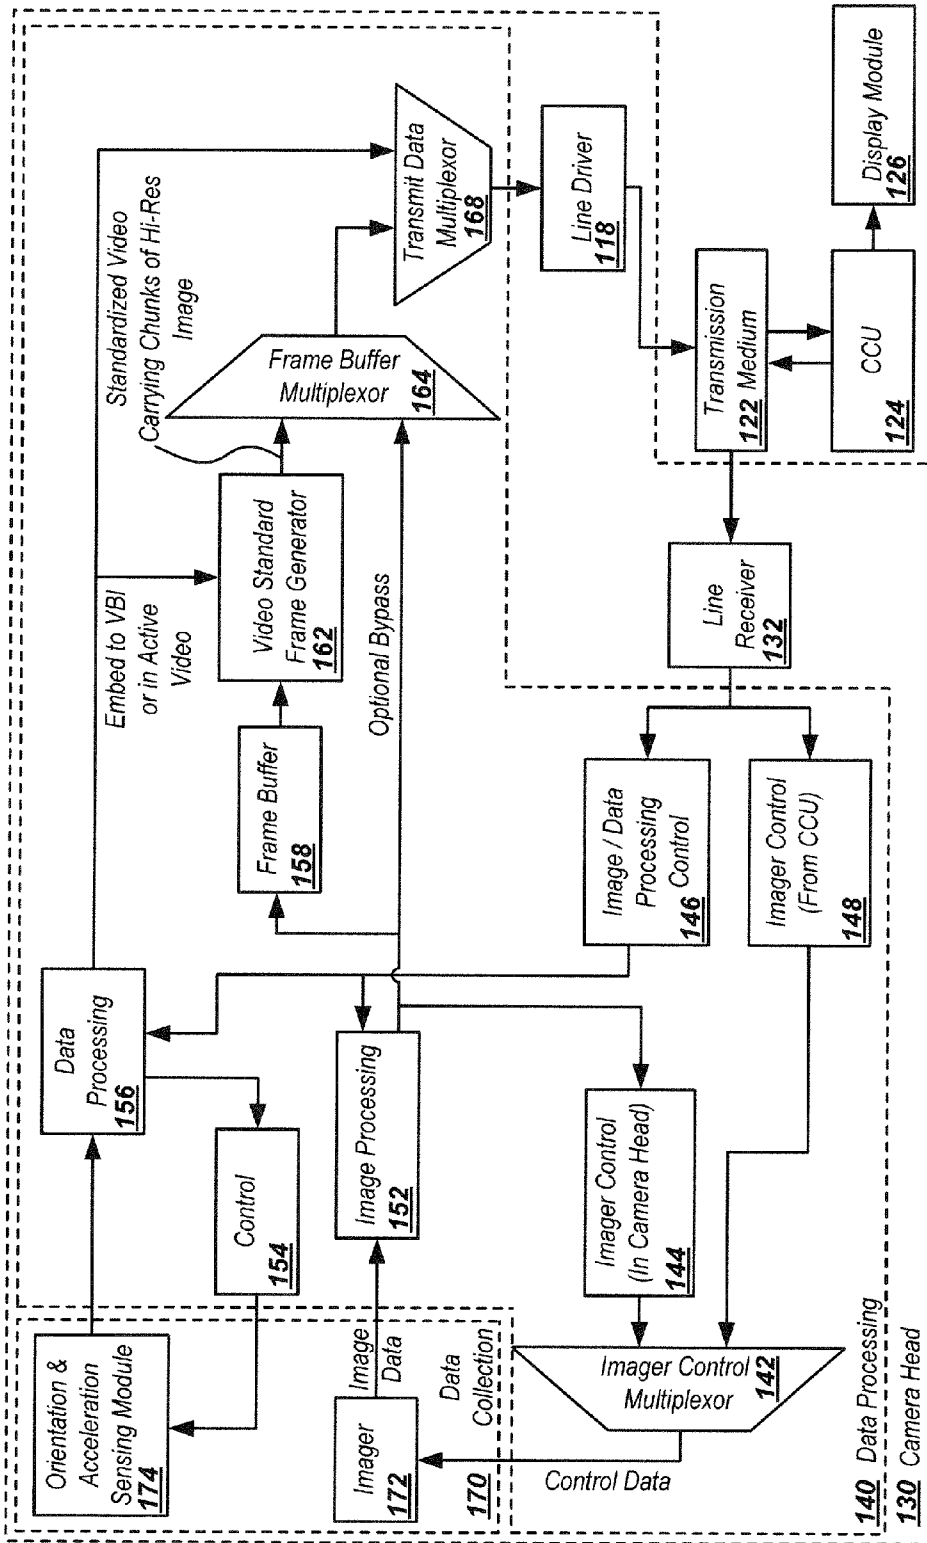 Orientation &
Acceleration
Sensing Module
174
Imager
172
Image
Data
Data
Collection
170
Control Data
Imager Control
Multiplexor
142
140 Data Processing
130 Camera Head
Data
Processing
156
Control
154
Image Processing
152
Imager Control
(In Camera Head)
144
Image / Data
Processing
Control
146
Imager Control
(From CCU)
148
Line
Receiver
132
Frame Buffer
158
Optional Bypass
Embed to VBI
or in Active
Video
Video Standard
Frame Generator
162
Standardized Video
Carrying Chunks of Hi-Res
Image
Frame Buffer
Multiplexor
164
Transmit Data
Multiplexor
168
Line Driver
118
Transmission
122 Medium
CCU
124
Display Module
126